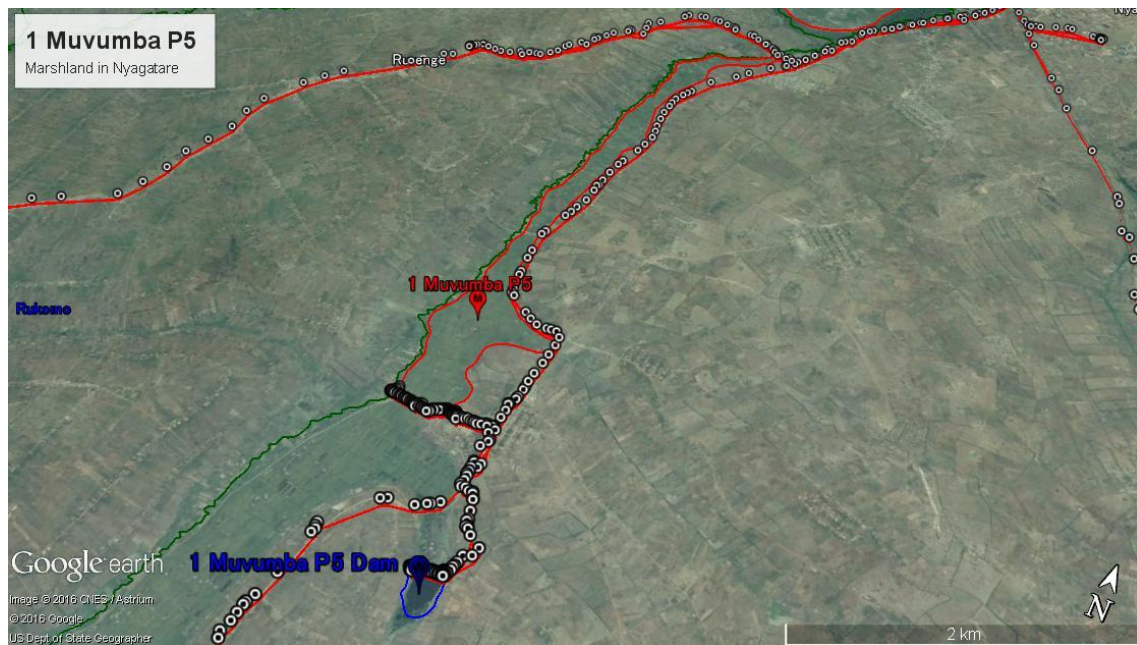 1 Muvumba P5
Marshland in Nyagatare
Rukomo
1 Muvumba P5
1 Muvumba P5 Dam
Google earth
Image © 2016 CNES / Astrium
© 2016 Google
US Dept of State Geographer
N
2 km